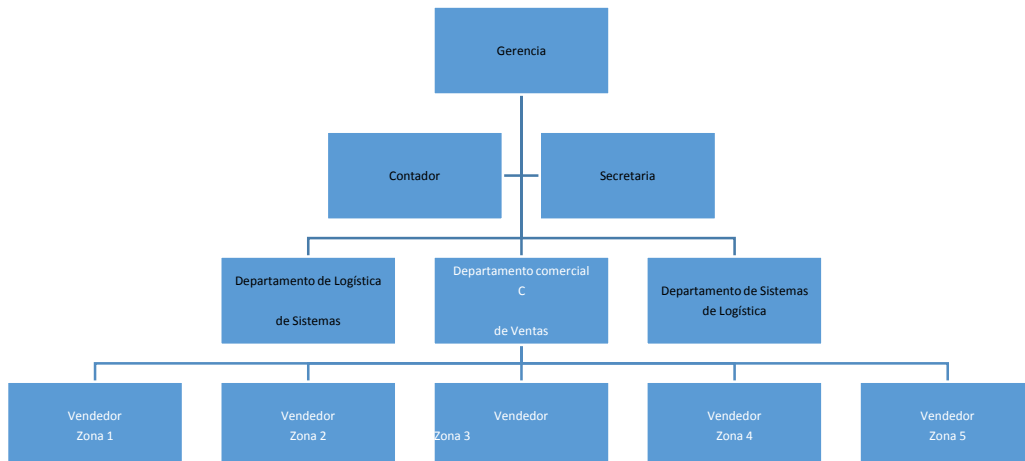 Gerencia
Contador
Secretaria
Departamento de Logística
de Sistemas
Departamento comercial
C
de Ventas
Departamento de Sistemas
de Logística
Vendedor
Zona 1
Vendedor
Zona 2
Vendedor
Zona 3
Vendedor
Zona 4
Vendedor
Zona 5